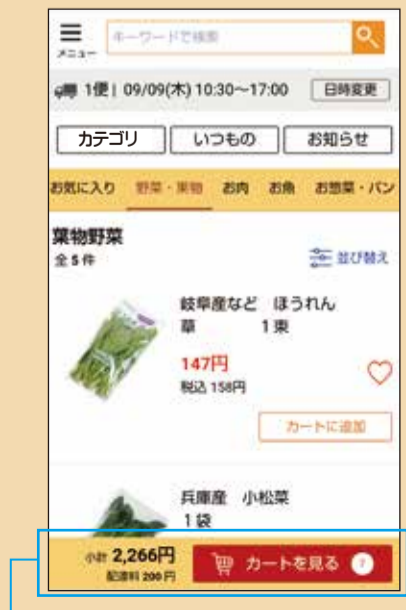 メニュー
キーワードで検索
1便 | 09/09(木) 10:30〜17:00 日時変更
カテゴリ いつもの お知らせ
お気に入り 野菜・果物 お肉 お魚 お惣菜・パン
葉物野菜
全5件 並び替え
岐阜産など ほうれん
草 1束
147円
税込 158円
カートに追加
兵庫産 小松菜
1袋
小計 2,266円
配達料 200円
カートを見る 7